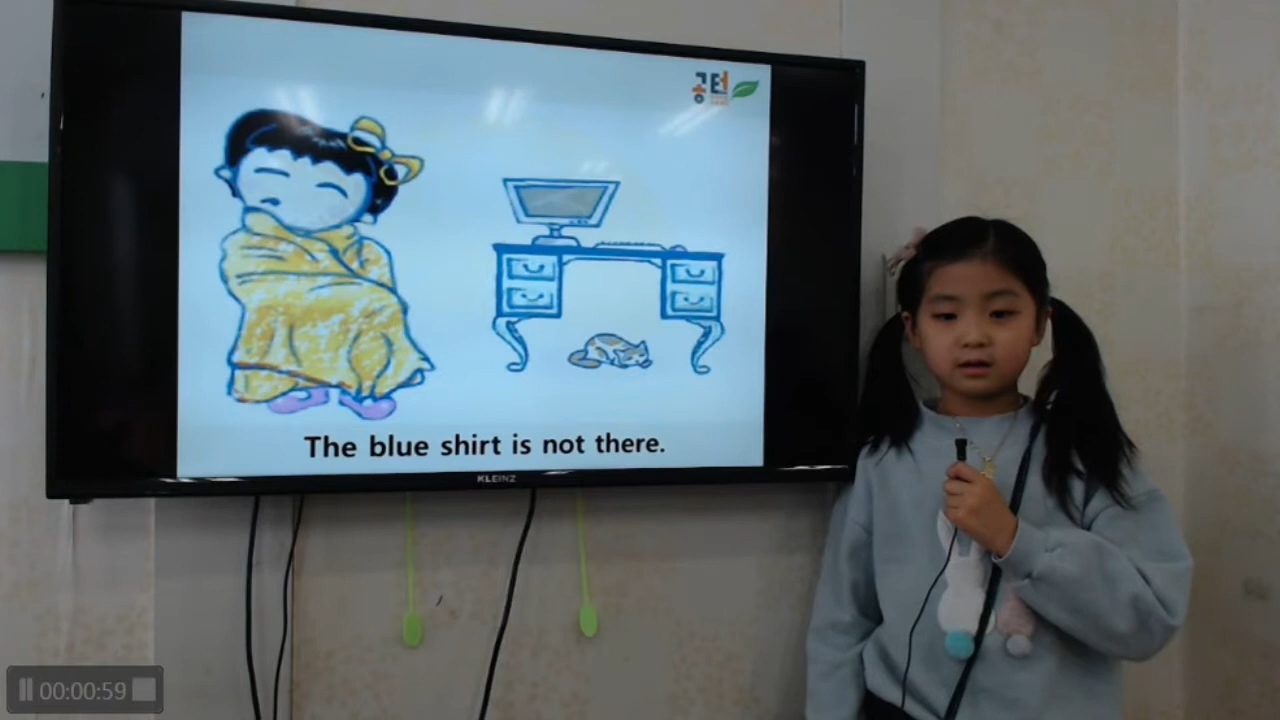 공터
The blue shirt is not there.
KLEINZ
00:00:59